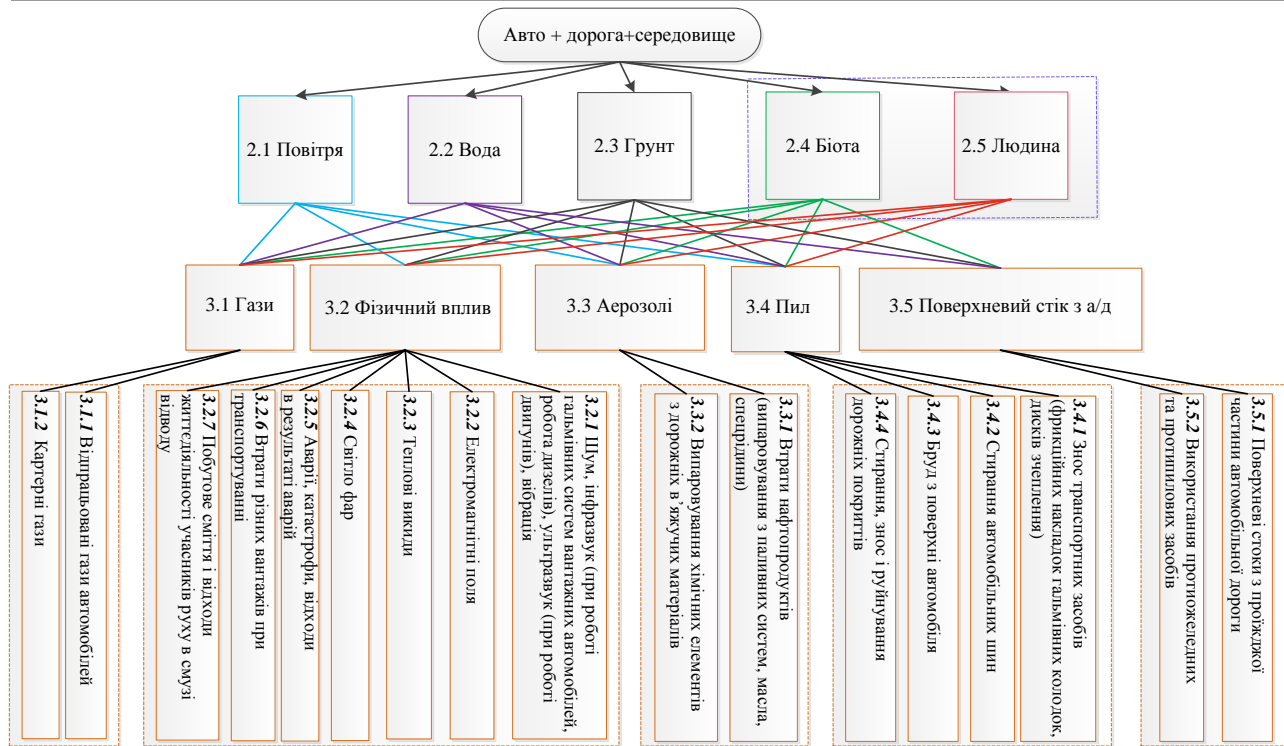 Авто + дорога+середовище
2.1 Повітря
2.2 Вода
2.3 Грунт
2.4 Біота
2.5 Людина
3.1 Гази
3.2 Фізичний вплив
3.3 Аерозолі
3.4 Пил
3.5 Поверхневий стік з а/д
3.1.2 Картерні гази
3.1.1 Відпрацьовані гази автомобілей
3.2.7 Побутове сміття і відходи
життєдіяльності учасників руху в смузі
відводу
3.2.6 Втрати різних вантажів при
транспортуванні
3.2.5 Аварії, катастрофи, відходи
в результаті аварій
3.2.4 Світло фар
3.2.3 Теплові викиди
3.2.2 Електромагнітні поля
3.2.1 Шум, інфразвук (при роботі
гальмівних систем вантажних автомобілей,
робота дизелів), ультразвук (при роботі
двигунів), вібрація
3.3.2 Випаровування хімічних елементів
з дорожніх в’яжучих матеріалів
3.3.1 Втрати нафтопродуктів
(випаровування з паливних систем, масла,
спецрідини)
3.4.4 Стирання, знос і руйнування
дорожніх покриттів
3.4.3 Бруд з поверхні автомобіля
3.4.2 Стирання автомобільних шин
3.4.1 Знос транспортних засобів
(фрикційних накладок гальмівних колодок,
дисків зчеплення)
3.5.2 Використання протиожеледних
та протипилових засобів
3.5.1 Поверхневі стоки з проїжджої
частини автомобільної дороги